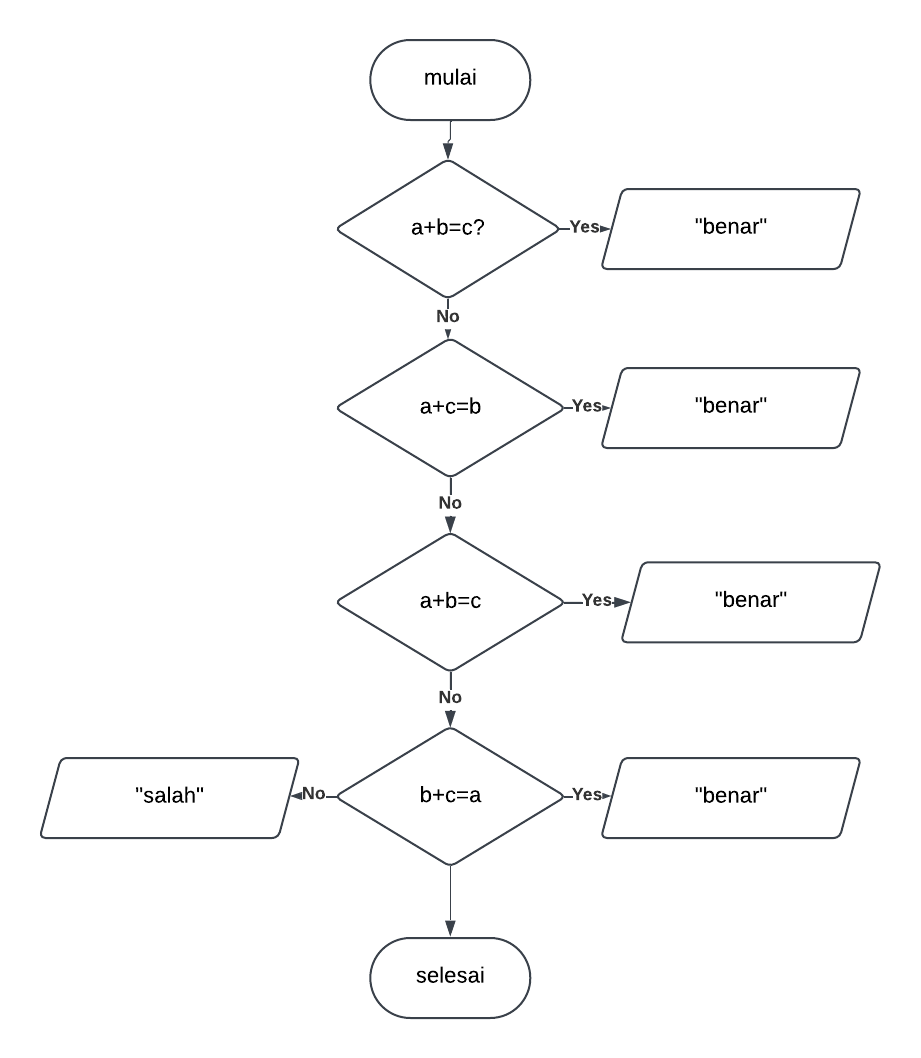 mulai
a+b=c?
Yes
"benar"
No
a+c=b
Yes
"benar"
No
a+b=c
Yes
"benar"
No
"salah"
No
b+c=a
Yes
"benar"
selesai